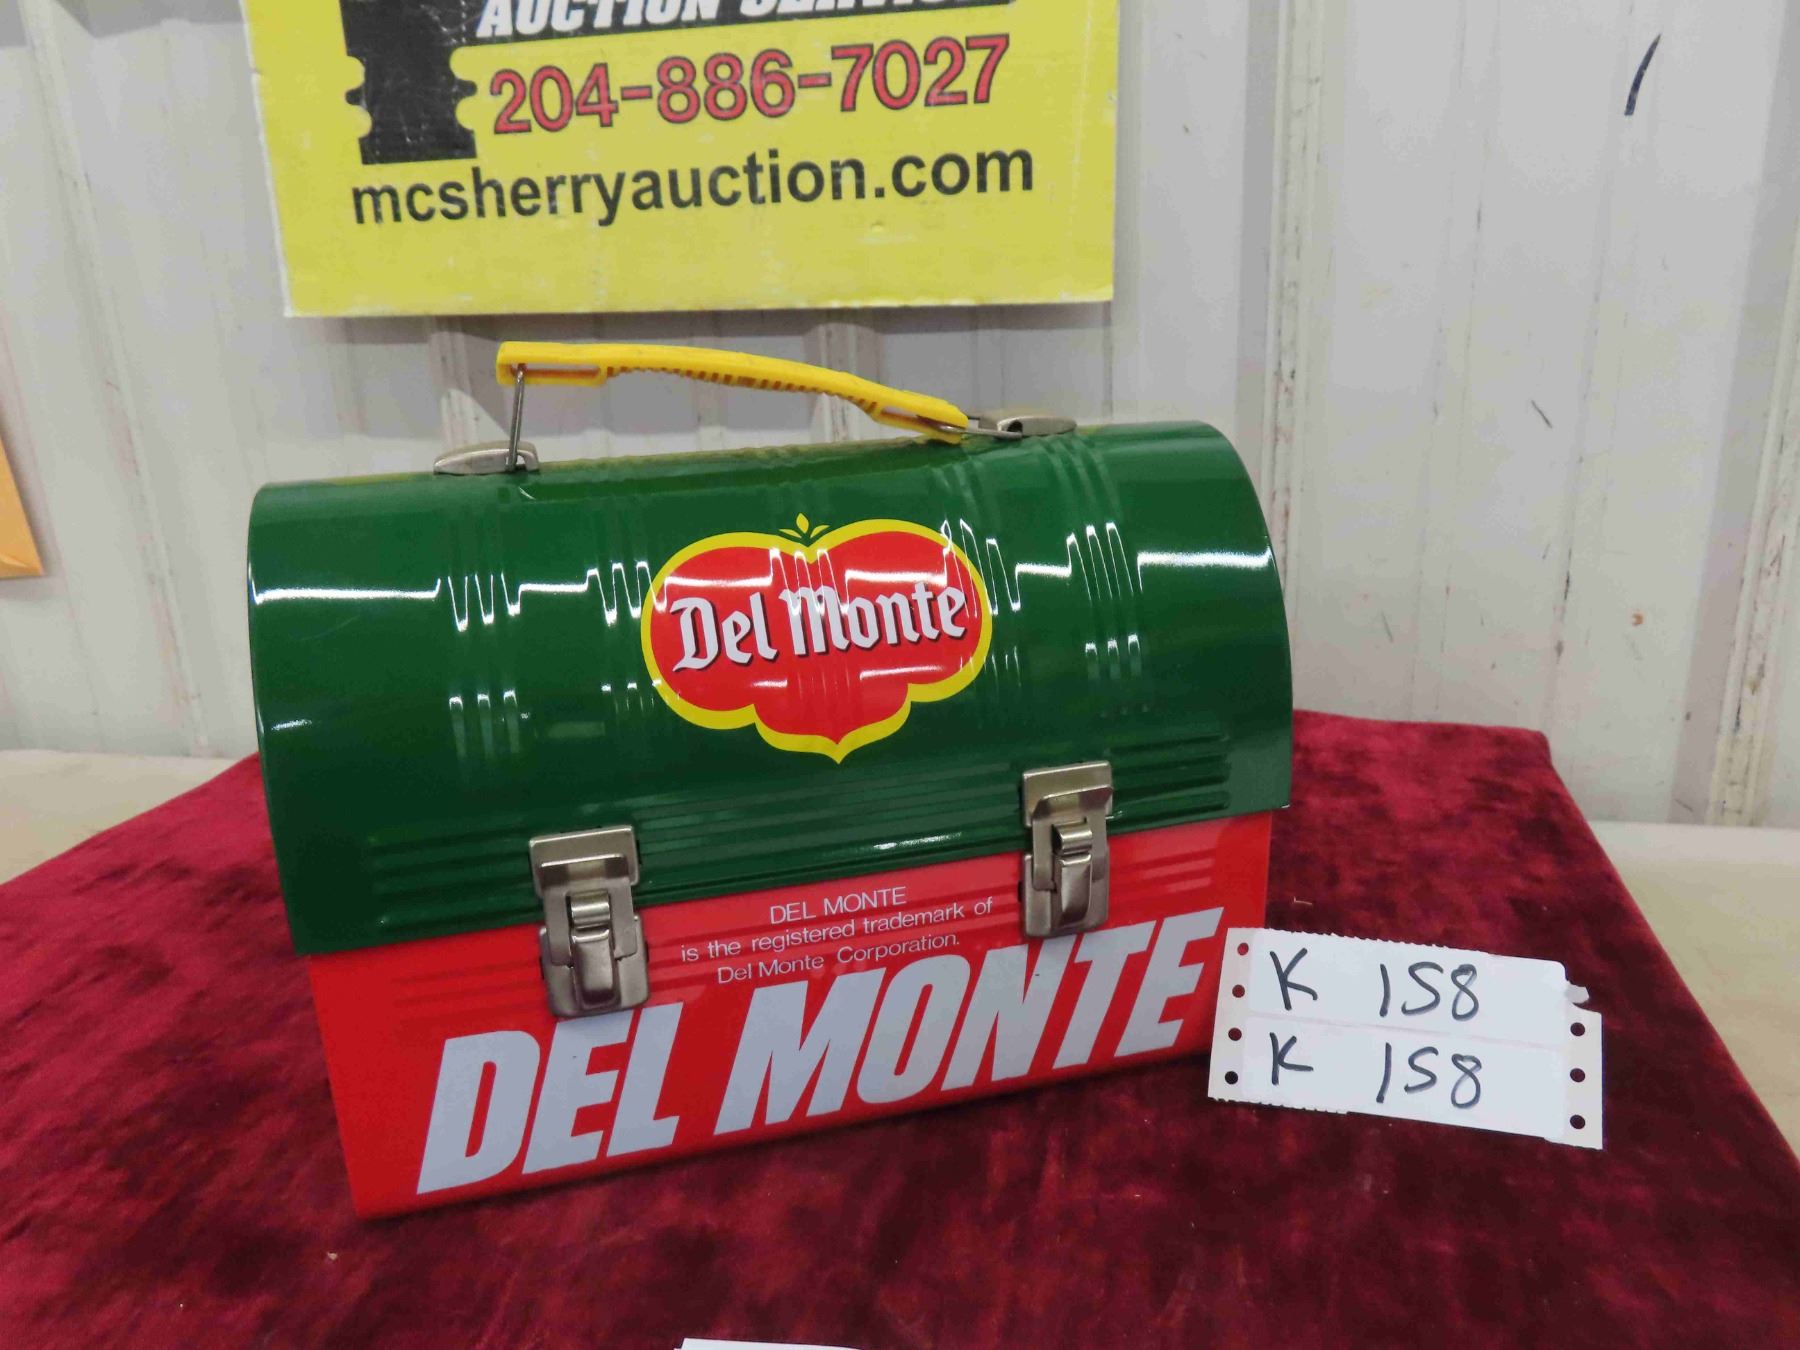 AUCTION SERVICE
204-886-7027
mcsherryauction.com
Del Monte
DEL MONTE
is the registered trademark of
Del Monte Corporation.
DEL MONTE
K 158
K 158